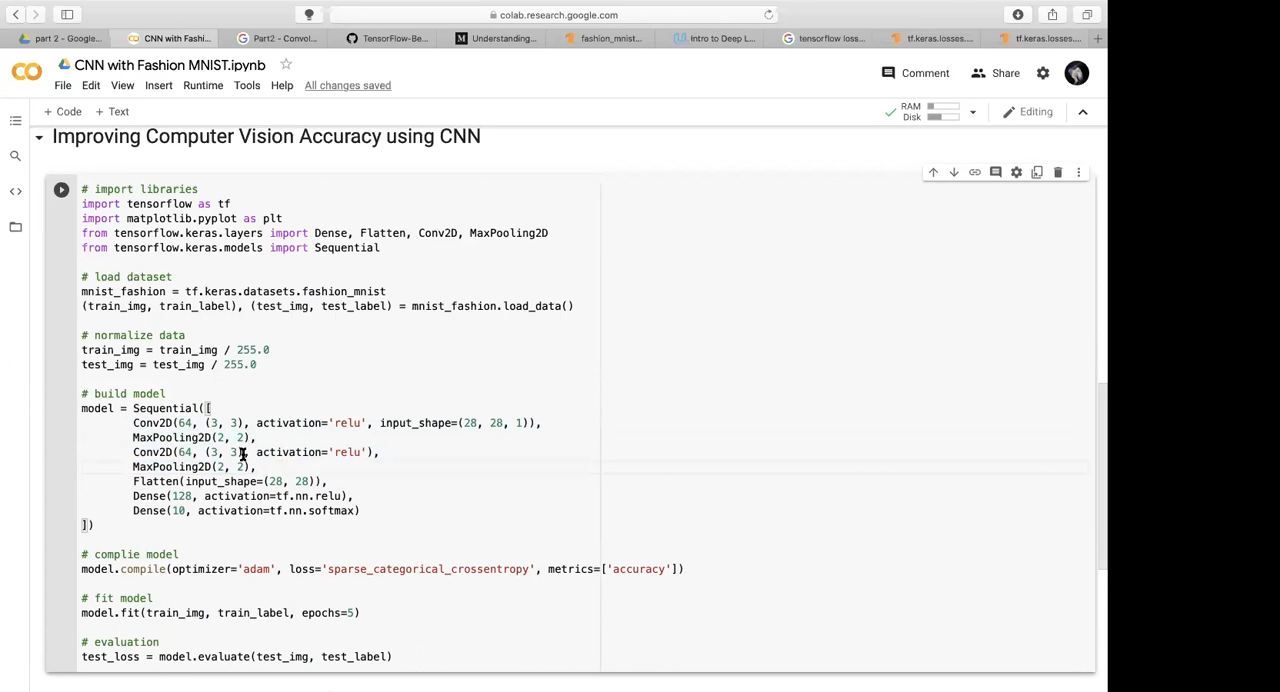 colab.research.google.com
part 2 - Google...
CNN with Fashi...
Part2 - Convol...
TensorFlow-Be...
Understanding...
fashion_mnist...
Intro to Deep L...
tensorflow loss...
tf.keras.losses....
tf.keras.losses....
CNN with Fashion MNIST.ipynb
Comment
Share
File Edit View Insert Runtime Tools Help All changes saved
+ Code + Text
RAM
Disk
Editing
Improving Computer Vision Accuracy using CNN
# import libraries
import tensorflow as tf
import matplotlib.pyplot as plt
from tensorflow.keras.layers import Dense, Flatten, Conv2D, MaxPooling2D
from tensorflow.keras.models import Sequential
# load dataset
mnist_fashion = tf.keras.datasets.fashion_mnist
(train_img, train_label), (test_img, test_label) = mnist_fashion.load_data()
# normalize data
train_img = train_img / 255.0
test_img = test_img / 255.0
# build model
model = Sequential([
Conv2D(64, (3, 3), activation='relu', input_shape=(28, 28, 1)),
MaxPooling2D(2, 2),
Conv2D(64, (3, 3), activation='relu'),
MaxPooling2D(2, 2),
Flatten(input_shape=(28, 28)),
Dense(128, activation=tf.nn.relu),
Dense(10, activation=tf.nn.softmax)
])
# complie model
model.compile(optimizer='adam', loss='sparse_categorical_crossentropy', metrics=['accuracy'])
# fit model
model.fit(train_img, train_label, epochs=5)
# evaluation
test_loss = model.evaluate(test_img, test_label)